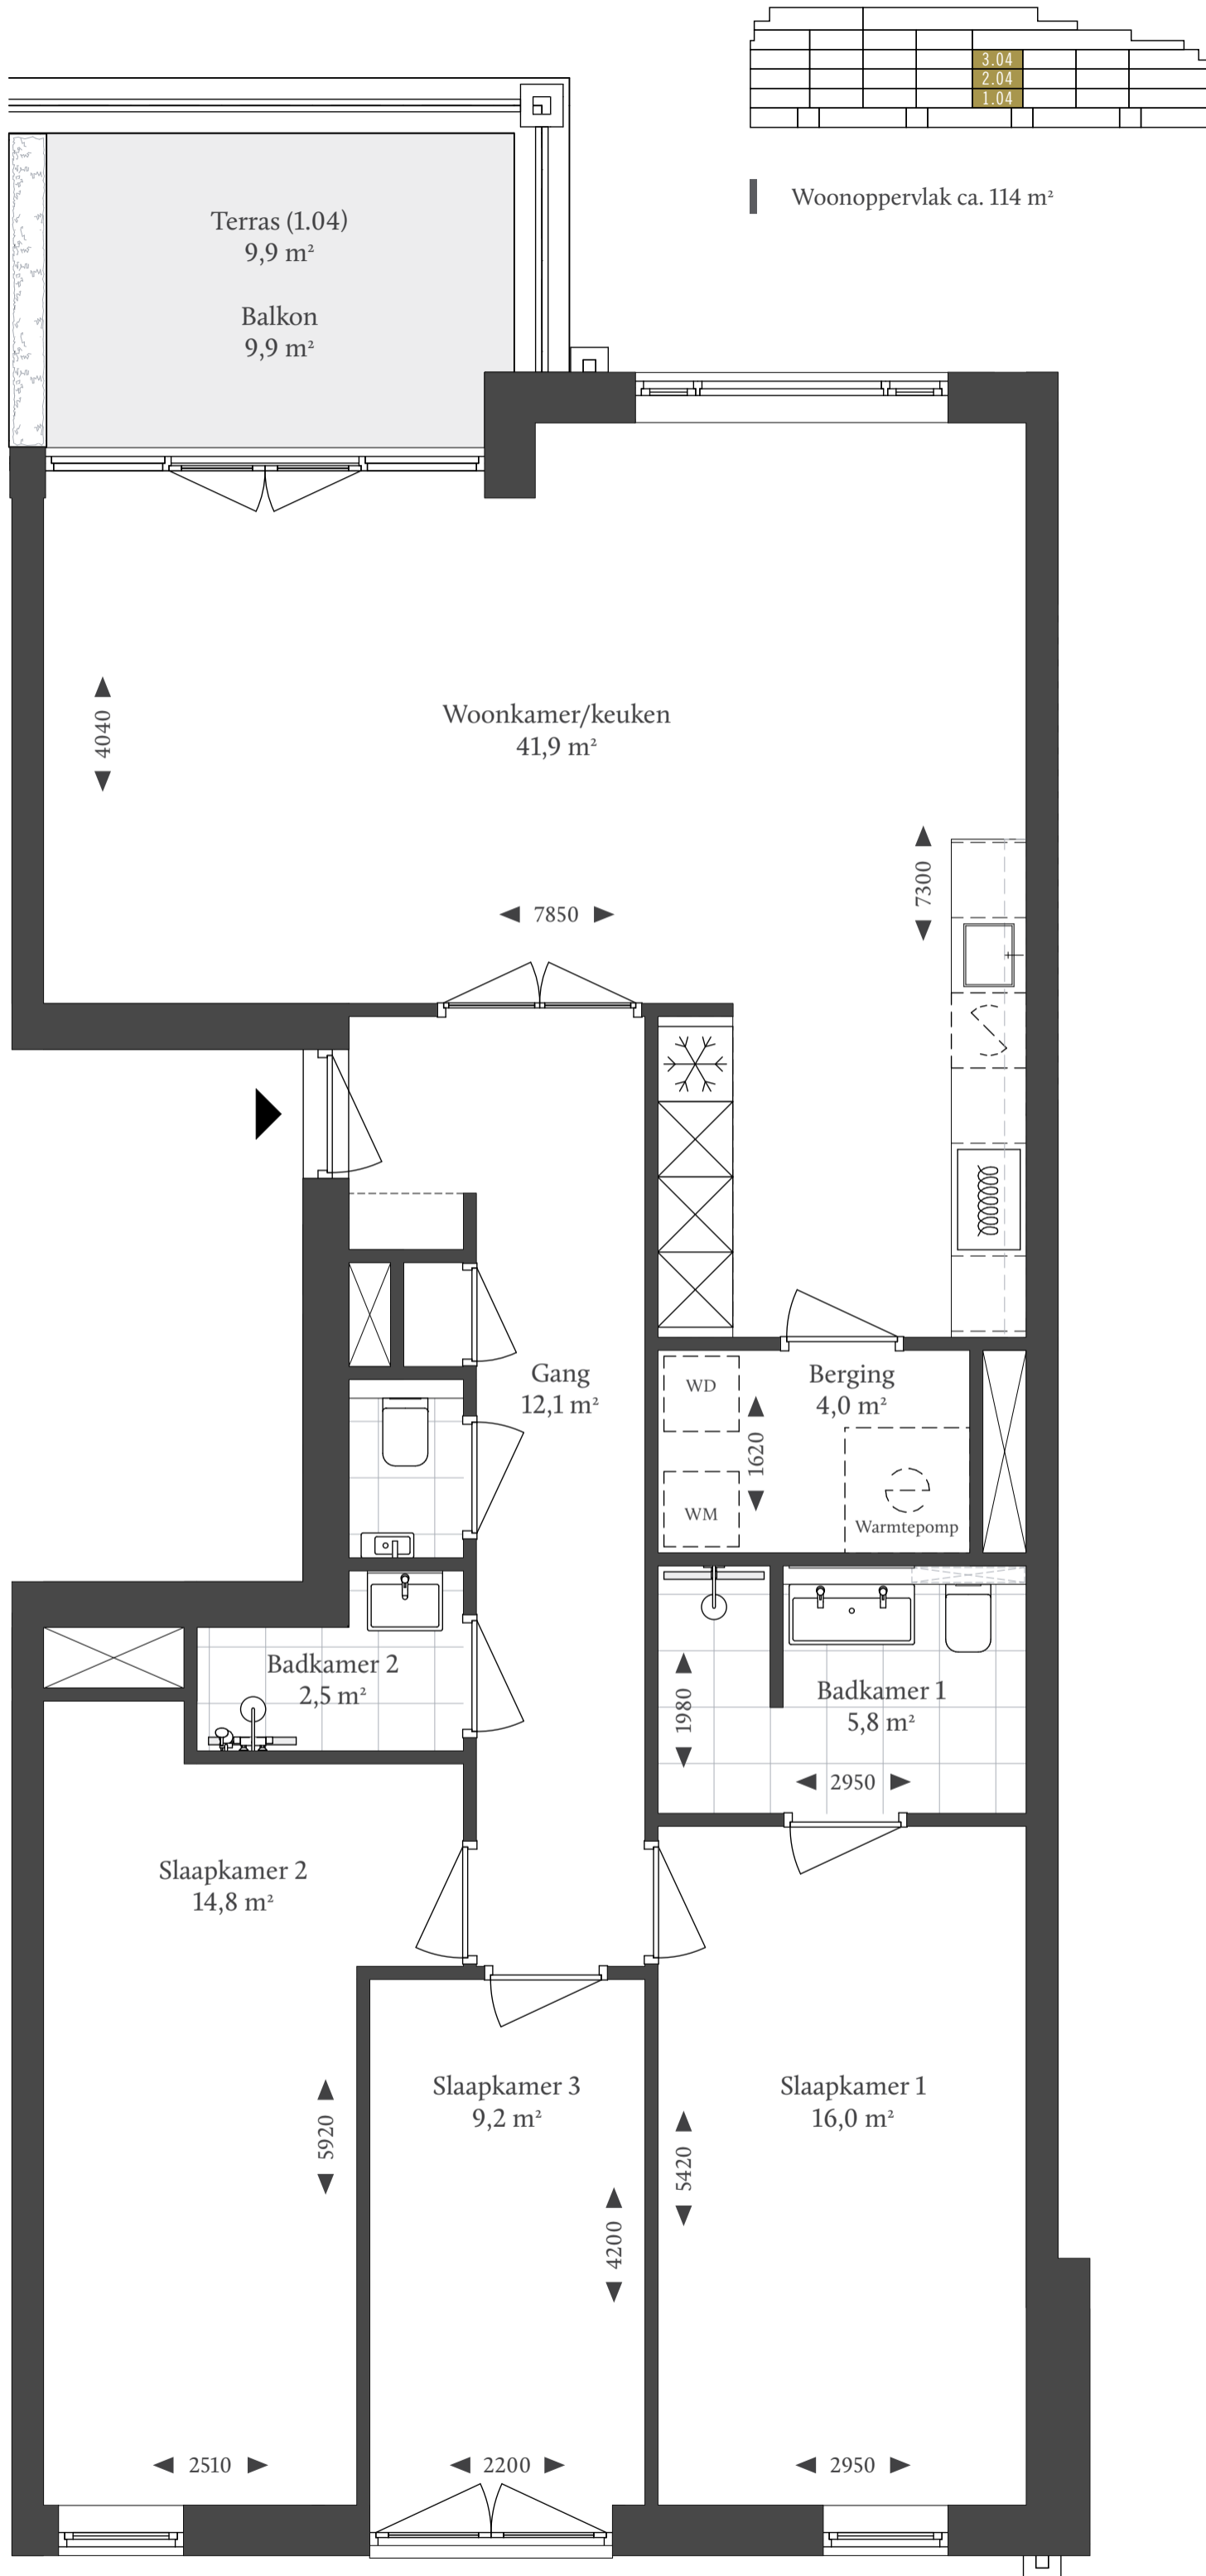 3.04
2.04
1.04
Woonoppervlak ca. 114 m²
Terras (1.04)
9,9 m²
Balkon
9,9 m²
4040
Woonkamer/keuken
41,9 m²
7300
7850
Gang
12,1 m²
WD
Berging
4,0 m²
1620
WM
Warmtepomp
Badkamer 2
2,5 m²
1980
Badkamer 1
5,8 m²
2950
Slaapkamer 2
14,8 m²
Slaapkamer 3
9,2 m²
Slaapkamer 1
16,0 m²
5920
5420
4200
2510
2200
2950